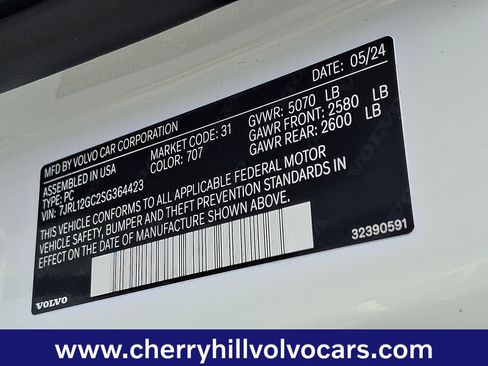 MFD BY VOLVO CAR CORPORATION
ASSEMBLED IN USA
TYPE: PC
VIN: 7JRL12GC2SG364423
MARKET CODE: 31
COLOR: 707
DATE: 05/24
GVWR: 5070 LB
GAWR FRONT: 2580 LB
GAWR REAR: 2600 LB
THIS VEHICLE CONFORMS TO ALL APPLICABLE FEDERAL MOTOR
VEHICLE SAFETY, BUMPER AND THEFT PREVENTION STANDARDS IN
EFFECT ON THE DATE OF MANUFACTURE SHOWN ABOVE.
32390591
VOLVO
www.cherryhillvolvocars.com